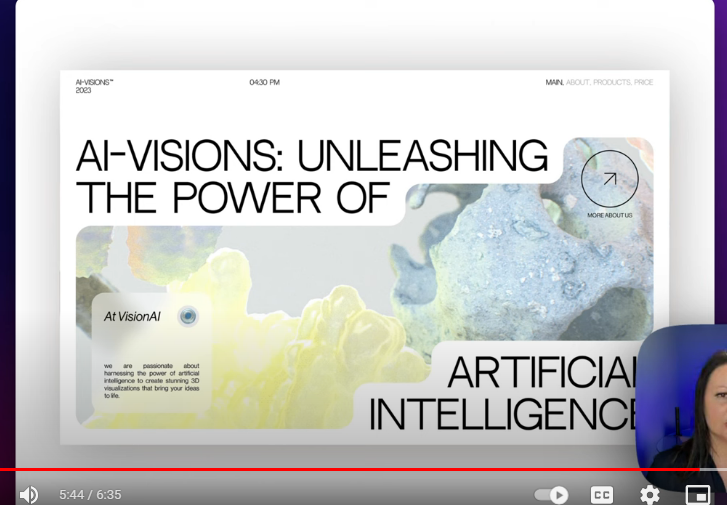 AI-VISIONS™
2023
04:30 PM
MAIN, ABOUT, PRODUCTS, PRICE
AI-VISIONS: UNLEASHING
THE POWER OF
MORE ABOUT US
At VisionAI
we are passionate about
harnessing the power of artificial
intelligence to create stunning 3D
visualizations that bring your ideas
to life.
ARTIFICIAL
INTELLIGENCE
5:44 / 6:35
CC